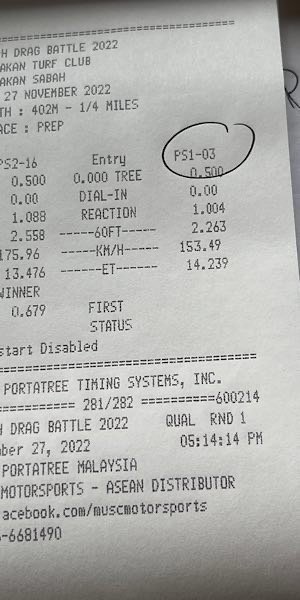 ============================
H DRAG BATTLE 2022
AKAN TURF CLUB
AKAN SABAH
27 NOVEMBER 2022
TH : 402M - 1/4 MILES
ACE : PREP
PS2-16 Entry PS1-03
0.500 0.000 TREE 0.500
0.00 DIAL-IN 0.00
1.088 REACTION 1.004
2.558 -----60FT----- 2.263
175.96 -----KM/H----- 153.49
13.476 ------ET------ 14.239
WINNER
0.679 FIRST
STATUS
start Disabled
============================
PORTATREE TIMING SYSTEMS, INC.
========== 281/282 ==========600214
H DRAG BATTLE 2022 QUAL RND 1
ber 27, 2022 05:14:14 PM
PORTATREE MALAYSIA
MOTORSPORTS - ASEAN DISTRIBUTOR
acebook.com/muscmotorsports
-6681490